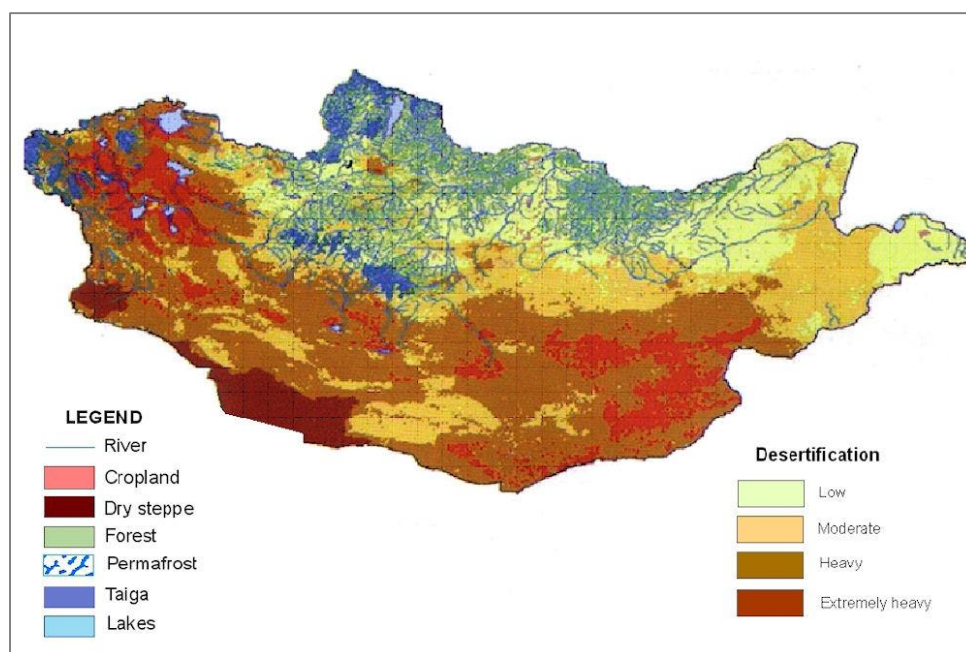 LEGEND
River
Cropland
Dry steppe
Forest
Permafrost
Taiga
Lakes
Desertification
Low
Moderate
Heavy
Extremely heavy